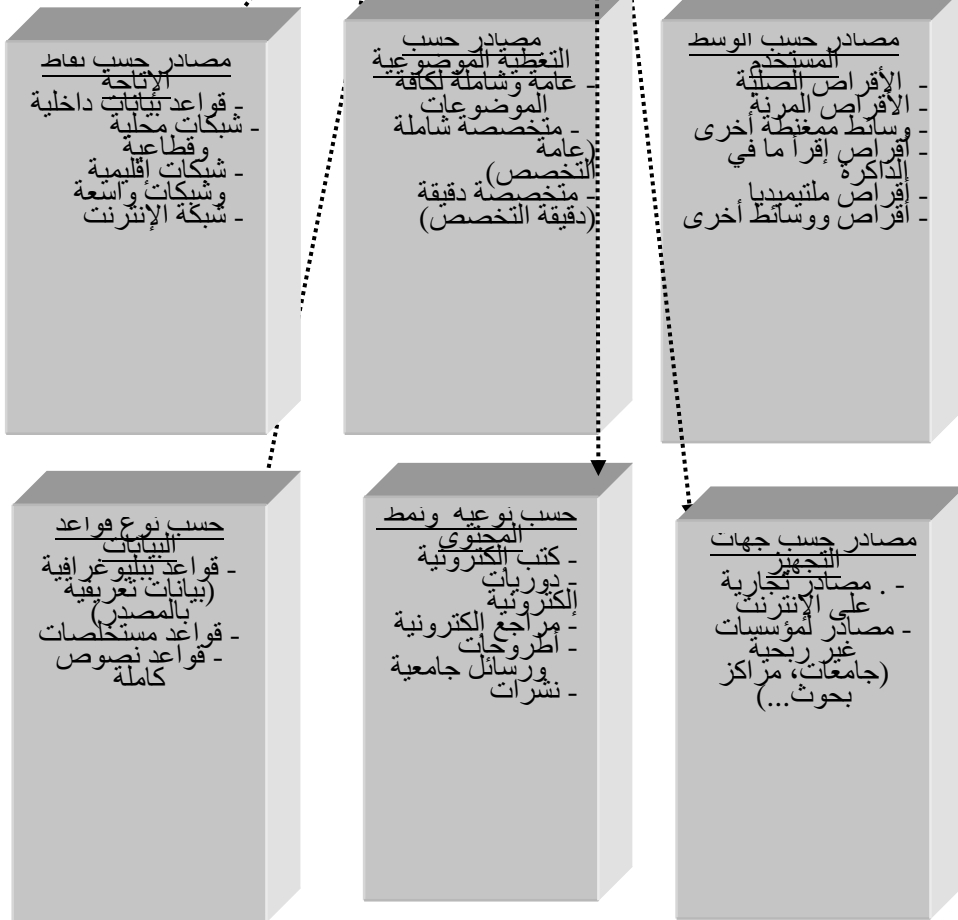 مصادر حسب الوسط
المستخدم
- الأقراص الصلبة
- الأقراص المرنة
- وسائط ممغنطة أخرى
- أقراص إقرأ ما في
الذاكرة
- أقراص ملتيميديا
- أقراص ووسائط أخرى
مصادر حسب
التغطية الموضوعية
- عامة وشاملة لكافة
الموضوعات
- متخصصة شاملة
(عامة
التخصص)
- متخصصة دقيقة
(دقيقة التخصص)
مصادر حسب نقاط
الإتاحة
- قواعد بيانات داخلية
- شبكات محلية
وقطاعية
- شبكات إقليمية
وشبكات واسعة
- شبكة الإنترنت
مصادر حسب جهات
التجهيز
- . مصادر تجارية
على الإنترنت
- مصادر لمؤسسات
غير ربحية
(جامعات، مراكز
بحوث...)
حسب نوعية ونمط
المحتوى
- كتب إلكترونية
- دوريات
إلكترونية
- مراجع إلكترونية
- أطروحات
ورسائل جامعية
- نشرات
حسب نوع قواعد
البيانات
- قواعد ببليوغرافية
(بيانات تعريفية
بالمصدر)
- قواعد مستخلصات
- قواعد نصوص
كاملة